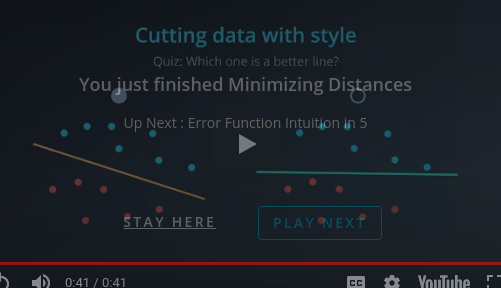 Cutting data with style
Quiz: Which one is a better line?
You just finished Minimizing Distances
Up Next : Error Function Intuition in 5
STAY HERE
PLAY NEXT
0:41 / 0:41
CC
YouTube